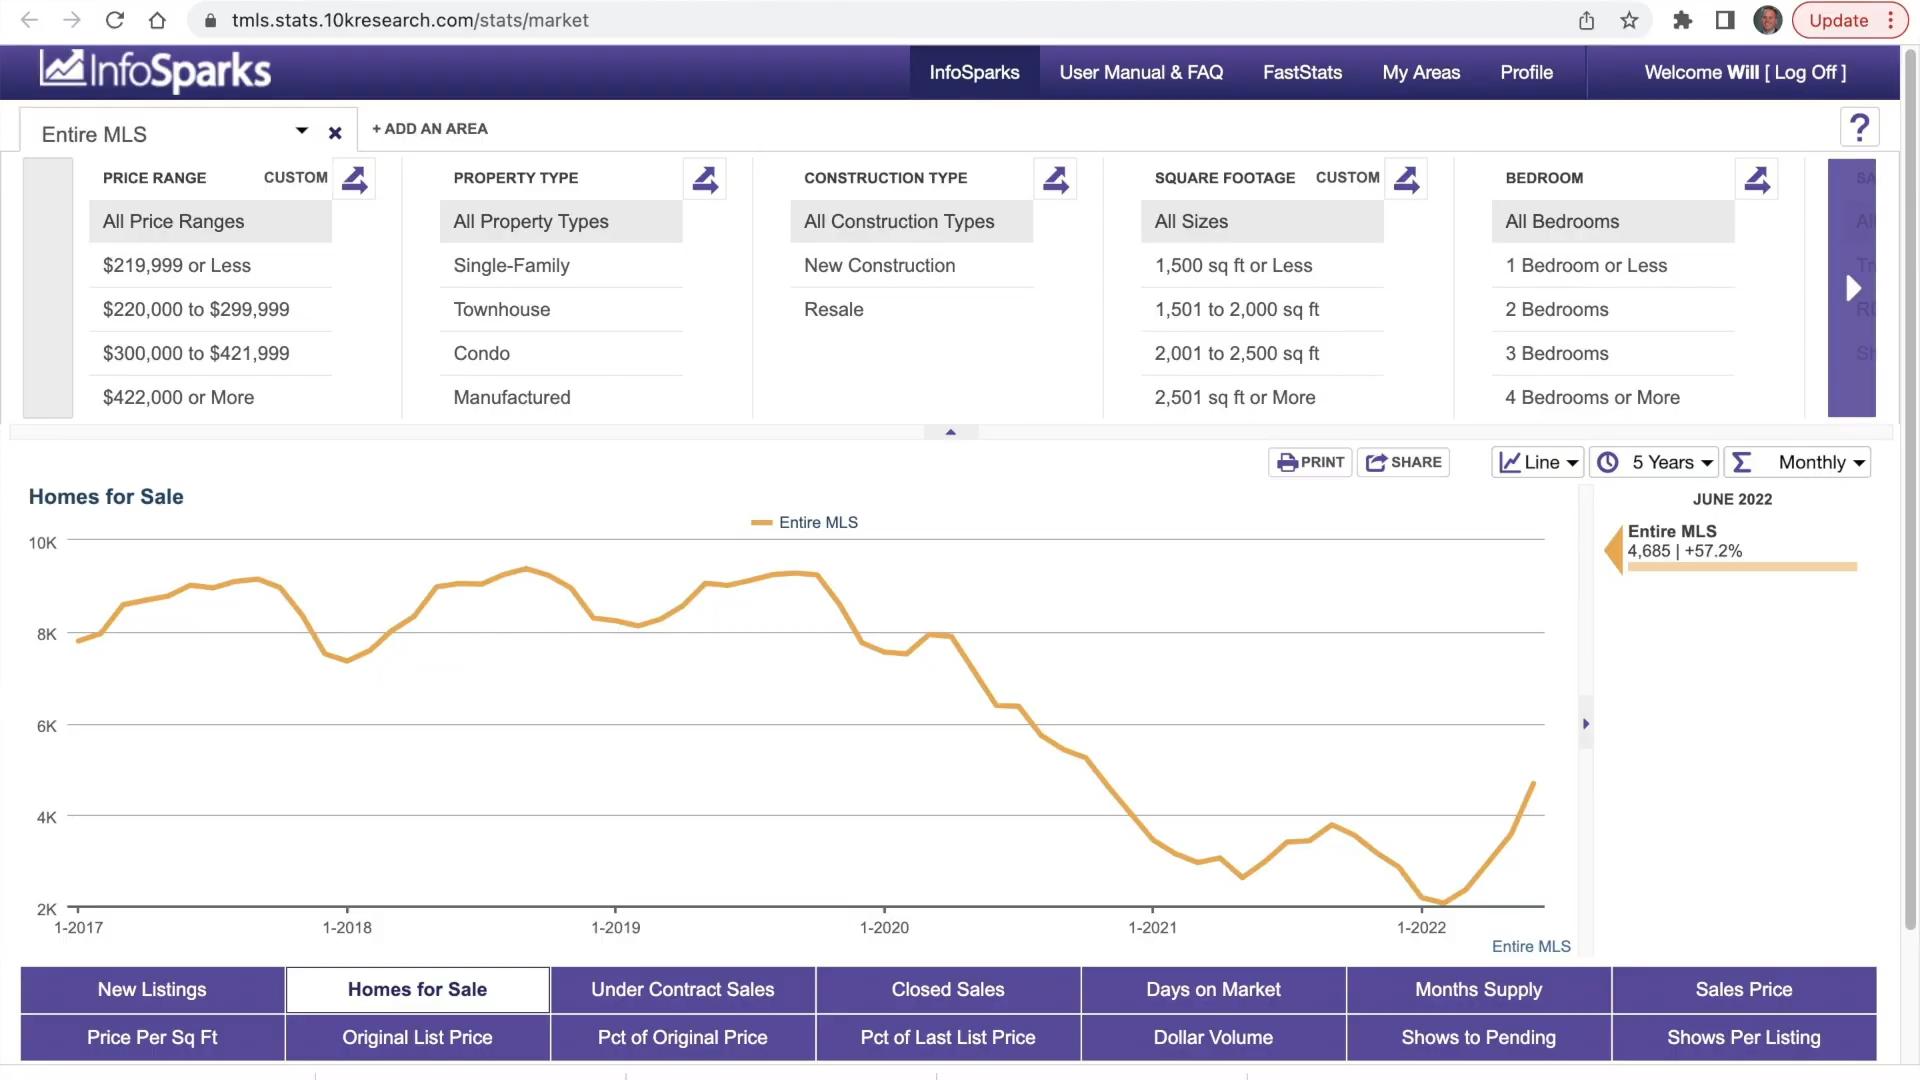 tmls.stats.10kresearch.com/stats/market
Update
InfoSparks
InfoSparks
User Manual & FAQ
FastStats
My Areas
Profile
Welcome Will [ Log Off ]
Entire MLS
+ ADD AN AREA
?
PRICE RANGE
CUSTOM
All Price Ranges
$219,999 or Less
$220,000 to $299,999
$300,000 to $421,999
$422,000 or More
PROPERTY TYPE
All Property Types
Single-Family
Townhouse
Condo
Manufactured
CONSTRUCTION TYPE
All Construction Types
New Construction
Resale
SQUARE FOOTAGE
CUSTOM
All Sizes
1,500 sq ft or Less
1,501 to 2,000 sq ft
2,001 to 2,500 sq ft
2,501 sq ft or More
BEDROOM
All Bedrooms
1 Bedroom or Less
2 Bedrooms
3 Bedrooms
4 Bedrooms or More
PRINT
SHARE
Line
5 Years
Monthly
Homes for Sale
Entire MLS
10K
8K
6K
4K
2K
1-2017
1-2018
1-2019
1-2020
1-2021
1-2022
Entire MLS
JUNE 2022
Entire MLS
4,685 | +57.2%
New Listings
Homes for Sale
Under Contract Sales
Closed Sales
Days on Market
Months Supply
Sales Price
Price Per Sq Ft
Original List Price
Pct of Original Price
Pct of Last List Price
Dollar Volume
Shows to Pending
Shows Per Listing